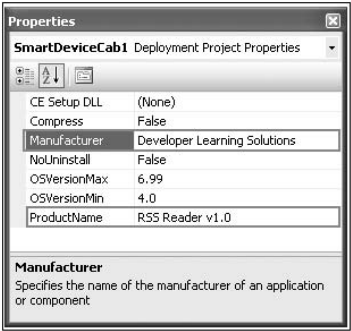 Properties
SmartDeviceCab1 Deployment Project Properties
CE Setup DLL (None)
Compress False
Manufacturer Developer Learning Solutions
NoUninstall False
OSVersionMax 6.99
OSVersionMin 4.0
ProductName RSS Reader v1.0
Manufacturer
Specifies the name of the manufacturer of an application
or component